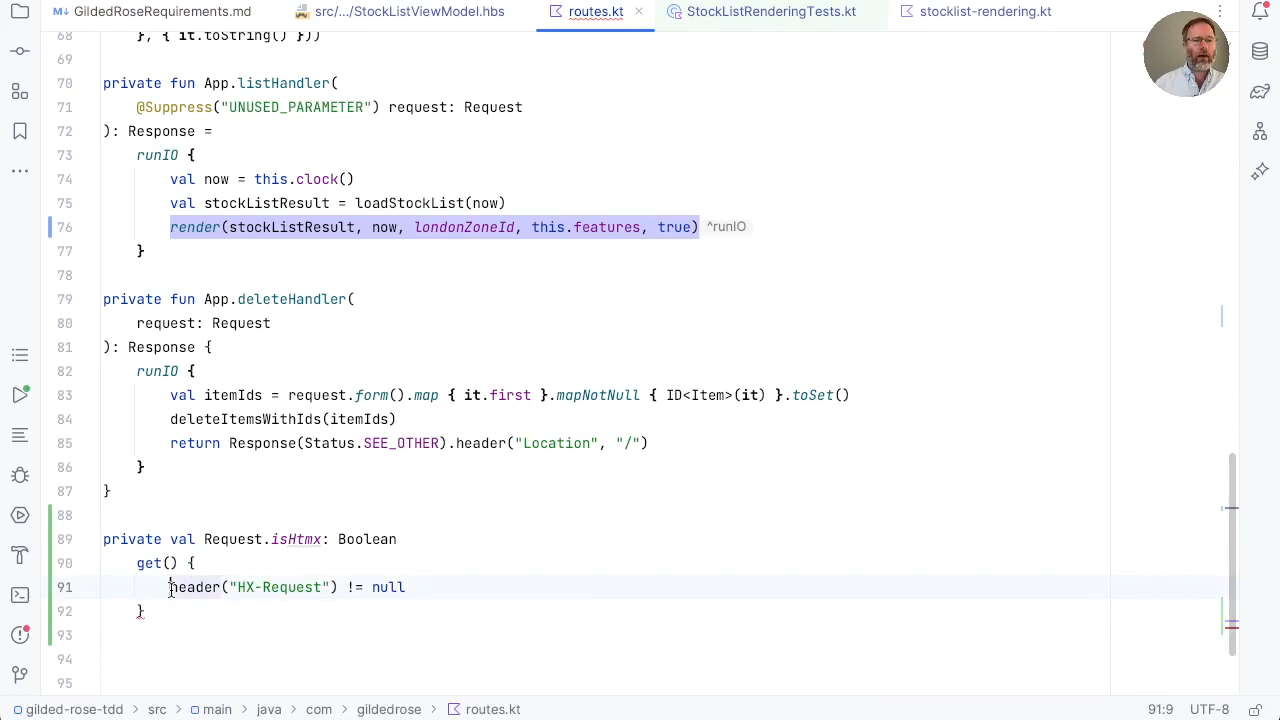 GildedRoseRequirements.md
src/.../StockListViewModel.hbs
routes.kt
StockListRenderingTests.kt
stocklist-rendering.kt
68 }, { it.toString() }))
69
70 private fun App.listHandler(
71 @Suppress("UNUSED_PARAMETER") request: Request
72 ): Response =
73 runIO {
74 val now = this.clock()
75 val stockListResult = loadStockList(now)
76 render(stockListResult, now, londonZoneId, this.features, true) ^runIO
77 }
78
79 private fun App.deleteHandler(
80 request: Request
81 ): Response {
82 runIO {
83 val itemIds = request.form().map { it.first }.mapNotNull { ID<Item>(it) }.toSet()
84 deleteItemsWithIds(itemIds)
85 return Response(Status.SEE_OTHER).header("Location", "/")
86 }
87 }
88
89 private val Request.isHtmx: Boolean
90 get() {
91 header("HX-Request") != null
92 }
93
94
95
gilded-rose-tdd > src > main > java > com > gildedrose > routes.kt
91:9 UTF-8